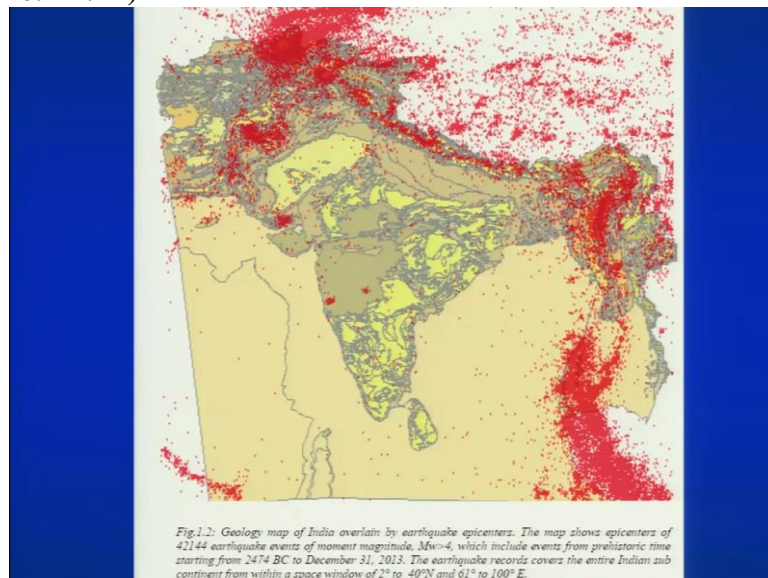 Fig.1.2: Geology map of India overlain by earthquake epicenters. The map shows epicenters of
42144 earthquake events of moment magnitude, Mw>4, which include events from prehistoric time
starting from 2474 BC to December 31, 2013. The earthquake records covers the entire Indian sub
continent from within a space window of 2° to 40°N and 61° to 100° E.